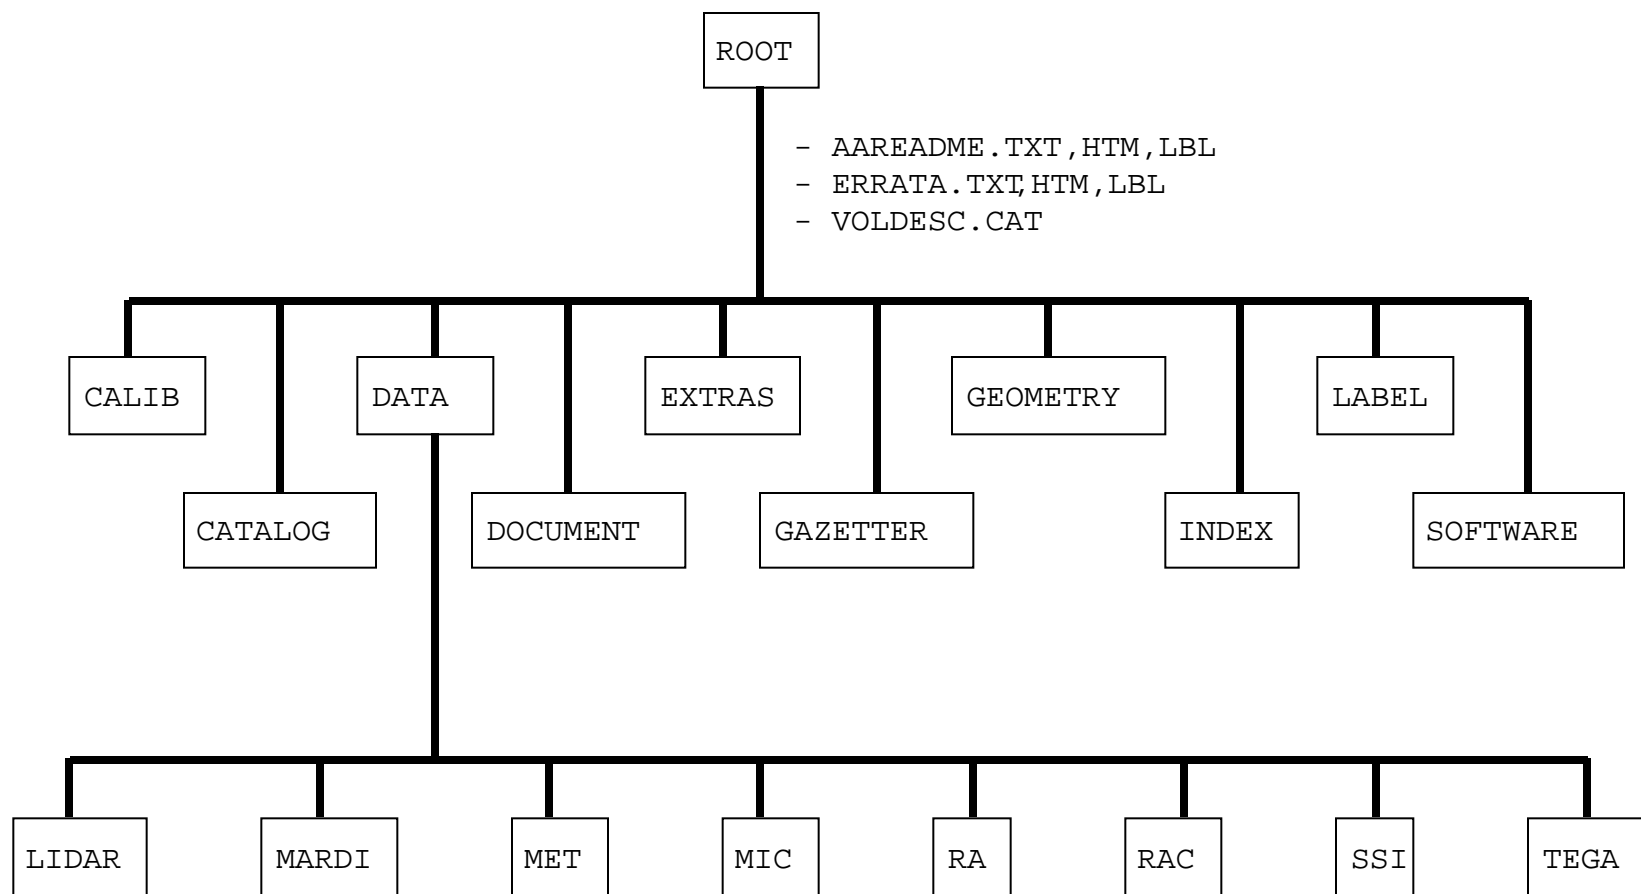 ROOT
- AAREADME.TXT,HTM,LBL
- ERRATA.TXT,HTM,LBL
- VOLDESC.CAT
CALIB
DATA
EXTRAS
GEOMETRY
LABEL
CATALOG
DOCUMENT
GAZETTER
INDEX
SOFTWARE
LIDAR
MARDI
MET
MIC
RA
RAC
SSI
TEGA